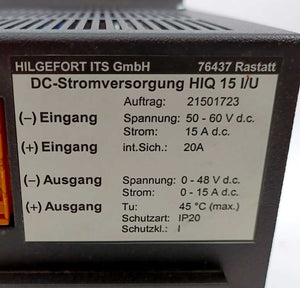 HILGEFORT ITS GmbH 76437 Rastatt
DC-Stromversorgung HIQ 15 I/U
Auftrag: 21501723
(–) Eingang Spannung: 50 - 60 V d.c.
Strom: 15 A d.c.
(+) Eingang int.Sich.: 20A
(–) Ausgang Spannung: 0 - 48 V d.c.
Strom: 0 - 15 A d.c.
(+) Ausgang Tu: 45 °C (max.)
Schutzart: IP20
Schutzkl.: I